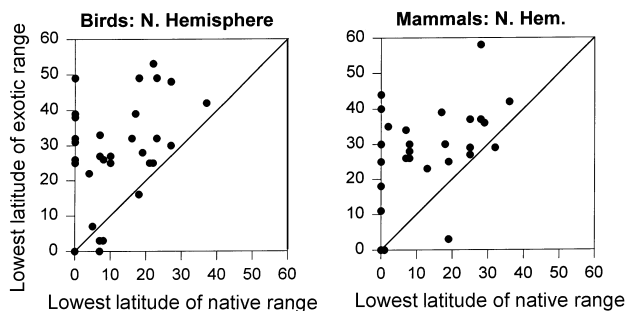 Birds: N. Hemisphere
Lowest latitude of exotic range
60
50
40
30
20
10
0
0 10 20 30 40 50 60
Lowest latitude of native range
Mammals: N. Hem.
60
50
40
30
20
10
0
0 10 20 30 40 50 60
Lowest latitude of native range